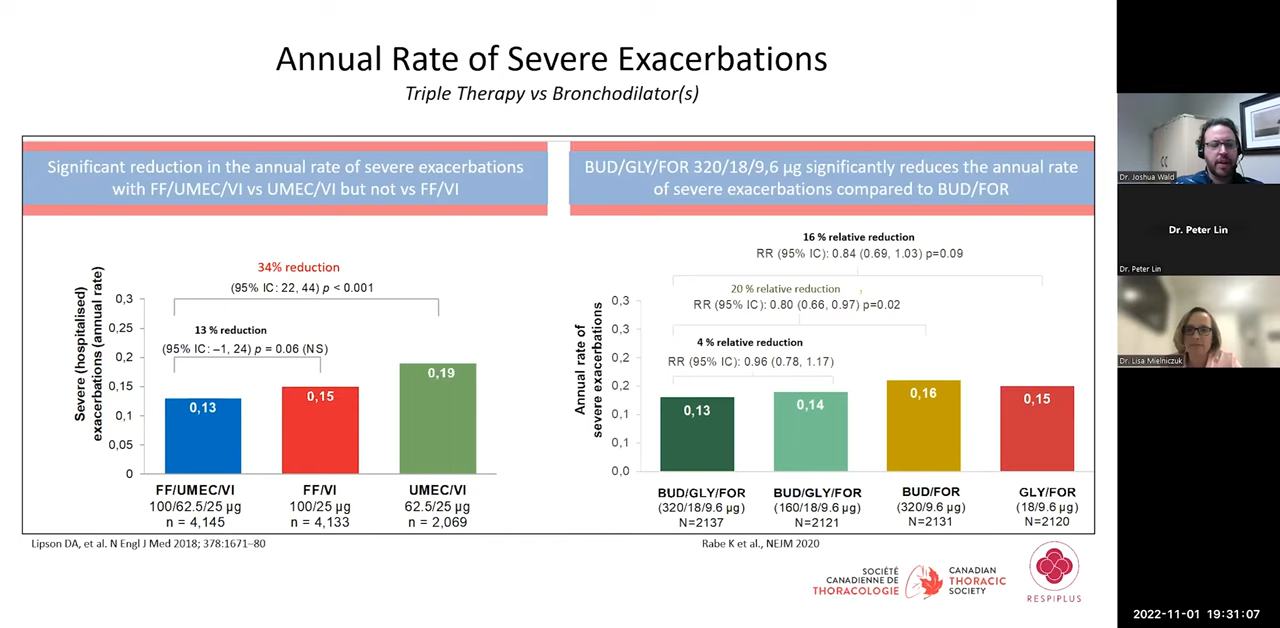 Annual Rate of Severe Exacerbations
Triple Therapy vs Bronchodilator(s)
Significant reduction in the annual rate of severe exacerbation
with FF/UMEC/VI vs UMEC/VI but not vs FF/VI
34% reduction
(95% IC: 22, 44) p < 0.001
13 % reduction
(95% IC: –1, 24) p = 0.06 (NS)
Severe (hospitalised)
exacerbations (annual rate)
0,3
0,25
0,2
0,15
0,1
0,05
0
0,13
0,15
0,19
FF/UMEC/VI
100/62.5/25 µg
n = 4,145
FF/VI
100/25 µg
n = 4,133
UMEC/VI
62.5/25 µg
n = 2,069
Lipson DA, et al. N Engl J Med 2018; 378:1671–80
BUD/GLY/FOR 320/18/9,6 µg significantly reduces the annual rate
of severe exacerbations compared to BUD/FOR
16 % relative reduction
RR (95% IC): 0.84 (0.69, 1.03) p=0.09
20 % relative reduction
RR (95% IC): 0.80 (0.66, 0.97) p=0.02
4 % relative reduction
RR (95% IC): 0.96 (0.78, 1.17)
Annual rate of
severe exacerbations
0,3
0,3
0,2
0,2
0,1
0,1
0,0
0,13
0,14
0,16
0,15
BUD/GLY/FOR
(320/18/9.6 µg)
N=2137
BUD/GLY/FOR
(160/18/9.6 µg)
N=2121
BUD/FOR
(320/9.6 µg)
N=2131
GLY/FOR
(18/9.6 µg)
N=2120
Rabe K et al., NEJM 2020
SOCIÉTÉ
CANADIENNE DE
THORACOLOGIE
CANADIAN
THORACIC
SOCIETY
RESPIPLUS
Dr. Joshua Wald
Dr. Peter Lin
Dr. Peter Lin
Dr. Lisa Mielniczuk
2022-11-01 19:31:07